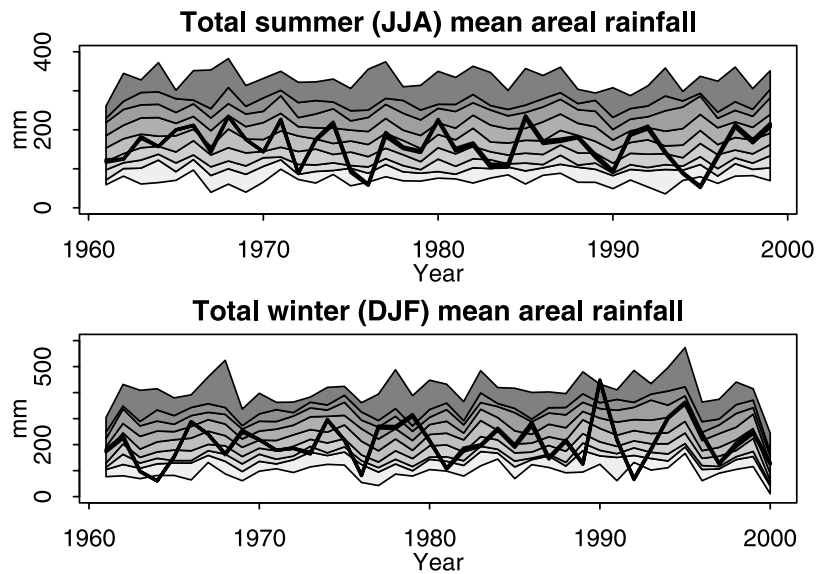 Total summer (JJA) mean areal rainfall
400
200
0
mm
1960 1970 1980 1990 2000
Year
Total winter (DJF) mean areal rainfall
500
200
0
mm
1960 1970 1980 1990 2000
Year